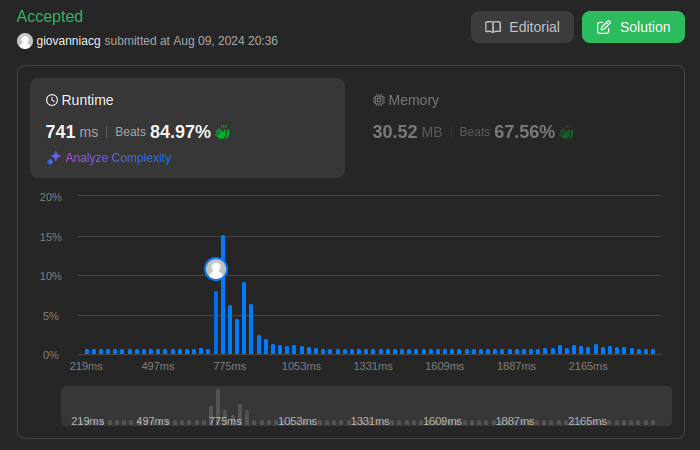 Accepted
giovanniacg submitted at Aug 09, 2024 20:36
Editorial
Solution
Runtime
741 ms | Beats 84.97%
Analyze Complexity
Memory
30.52 MB | Beats 67.56%
20%
15%
10%
5%
0%
219ms 497ms 775ms 1053ms 1331ms 1609ms 1887ms 2165ms
219ms 497ms 775ms 1053ms 1331ms 1609ms 1887ms 2165ms